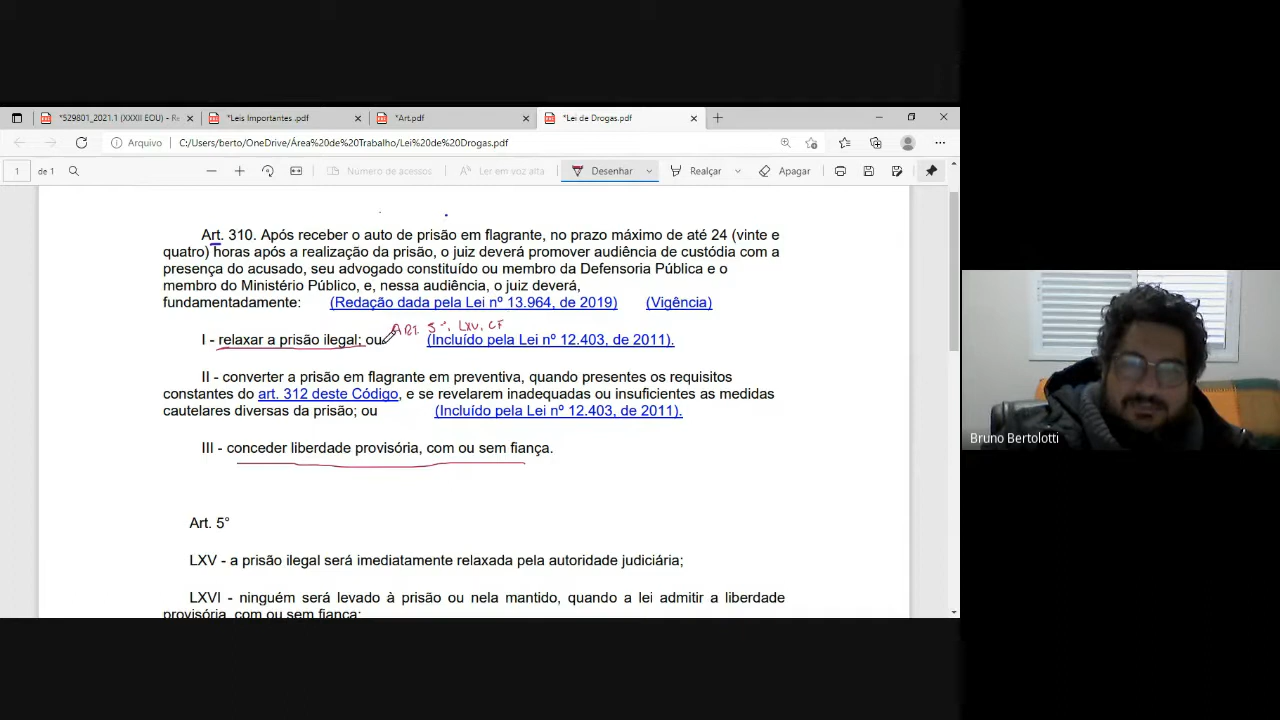 *529801_2021.1 (XXXII EOU) - Re
*Leis Importantes .pdf
*Art.pdf
*Lei de Drogas.pdf
Arquivo
C:/Users/berto/OneDrive/Área%20de%20Trabalho/Lei%20de%20Drogas.pdf
1 de 1
Número de acessos
Ler em voz alta
Desenhar
Realçar
Apagar
Art. 310. Após receber o auto de prisão em flagrante, no prazo máximo de até 24 (vinte e
quatro) horas após a realização da prisão, o juiz deverá promover audiência de custódia com a
presença do acusado, seu advogado constituído ou membro da Defensoria Pública e o
membro do Ministério Público, e, nessa audiência, o juiz deverá,
fundamentadamente: (Redação dada pela Lei nº 13.964, de 2019) (Vigência)
ART. 5º, LXV, CF
I - relaxar a prisão ilegal; ou (Incluído pela Lei nº 12.403, de 2011).
II - converter a prisão em flagrante em preventiva, quando presentes os requisitos
constantes do art. 312 deste Código, e se revelarem inadequadas ou insuficientes as medidas
cautelares diversas da prisão; ou (Incluído pela Lei nº 12.403, de 2011).
III - conceder liberdade provisória, com ou sem fiança.
Art. 5°
LXV - a prisão ilegal será imediatamente relaxada pela autoridade judiciária;
LXVI - ninguém será levado à prisão ou nela mantido, quando a lei admitir a liberdade
provisória, com ou sem fiança;
Bruno Bertolotti